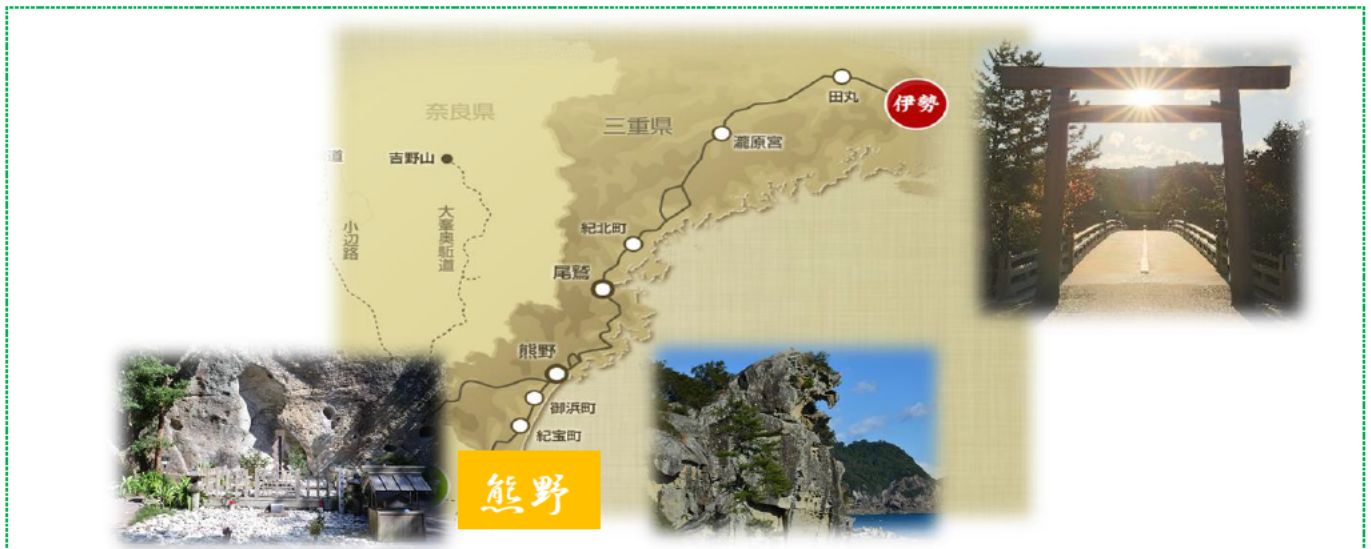 田丸
伊勢
奈良県
三重県
瀧原宮
道
吉野山
大峯奥駈道
小辺路
紀北町
尾鷲
熊野
御浜町
紀宝町
熊野